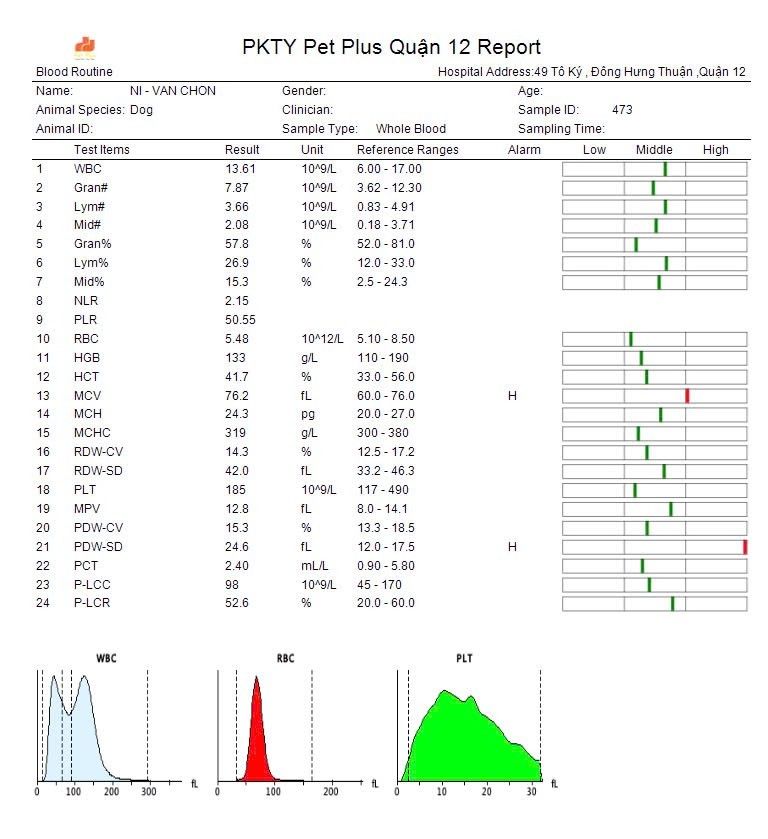 PKTY Pet Plus Quận 12 Report
Blood Routine Hospital Address:49 Tô Ký , Đông Hưng Thuận ,Quận 12
Name: NI - VAN CHON Gender: Age:
Animal Species: Dog Clinician: Sample ID: 473
Animal ID: Sample Type: Whole Blood Sampling Time:
Test Items Result Unit Reference Ranges Alarm Low Middle High
1 WBC 13.61 10^9/L 6.00 - 17.00
2 Gran# 7.87 10^9/L 3.62 - 12.30
3 Lym# 3.66 10^9/L 0.83 - 4.91
4 Mid# 2.08 10^9/L 0.18 - 3.71
5 Gran% 57.8 % 52.0 - 81.0
6 Lym% 26.9 % 12.0 - 33.0
7 Mid% 15.3 % 2.5 - 24.3
8 NLR 2.15
9 PLR 50.55
10 RBC 5.48 10^12/L 5.10 - 8.50
11 HGB 133 g/L 110 - 190
12 HCT 41.7 % 33.0 - 56.0
13 MCV 76.2 fL 60.0 - 76.0 H
14 MCH 24.3 pg 20.0 - 27.0
15 MCHC 319 g/L 300 - 380
16 RDW-CV 14.3 % 12.5 - 17.2
17 RDW-SD 42.0 fL 33.2 - 46.3
18 PLT 185 10^9/L 117 - 490
19 MPV 12.8 fL 8.0 - 14.1
20 PDW-CV 15.3 % 13.3 - 18.5
21 PDW-SD 24.6 fL 12.0 - 17.5 H
22 PCT 2.40 mL/L 0.90 - 5.80
23 P-LCC 98 10^9/L 45 - 170
24 P-LCR 52.6 % 20.0 - 60.0
WBC RBC PLT
0 100 200 300 fL 0 100 200 fL 0 10 20 30 fL